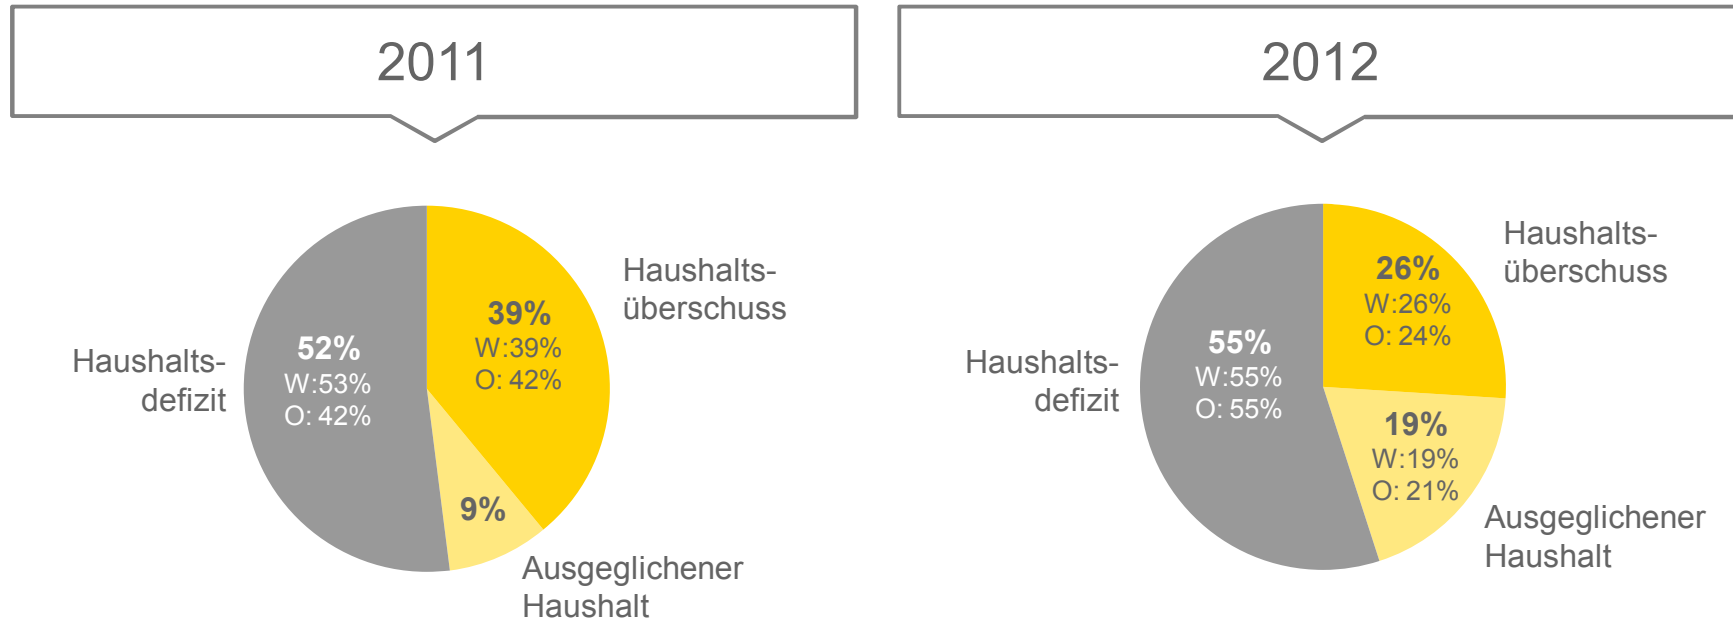 2011
Haushalts-
überschuss
39%
W:39%
O: 42%
52%
W:53%
O: 42%
Haushalts-
defizit
9%
Ausgeglichener
Haushalt
2012
Haushalts-
überschuss
26%
W:26%
O: 24%
55%
W:55%
O: 55%
Haushalts-
defizit
19%
W:19%
O: 21%
Ausgeglichener
Haushalt